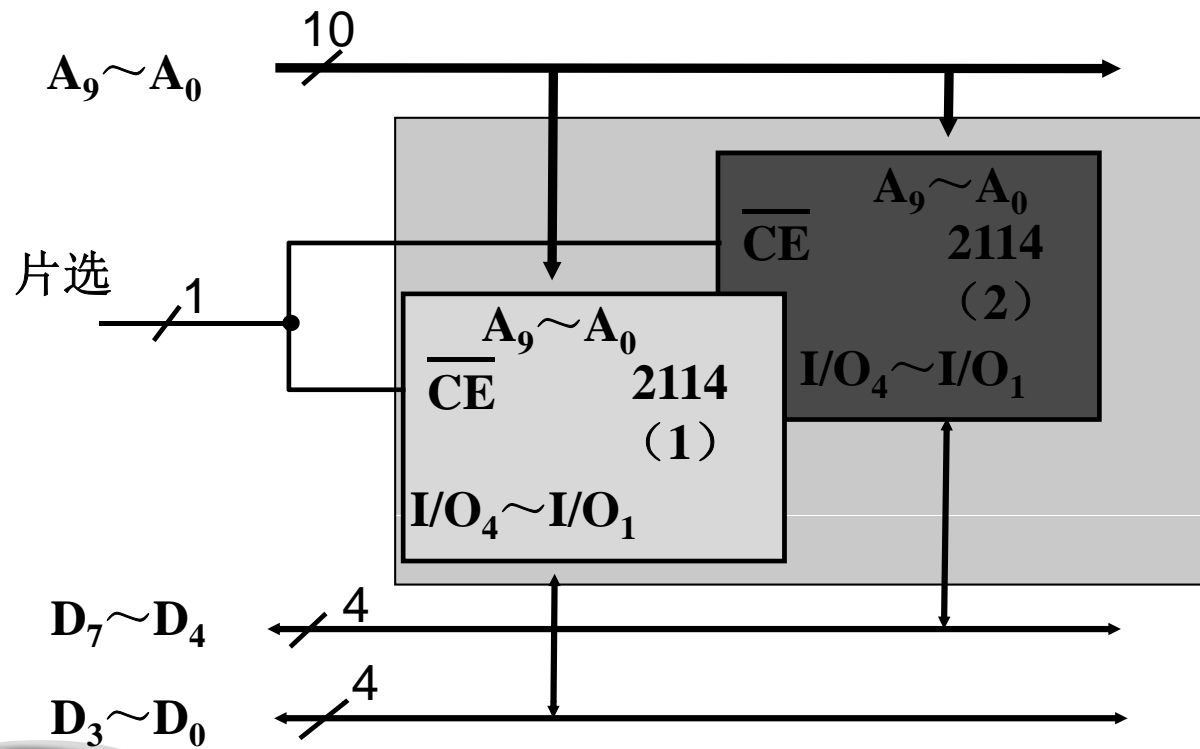 10
A₉～A₀
A₉～A₀
CE
2114
（2）
I/O₄～I/O₁
片选
1
A₉～A₀
CE
2114
（1）
I/O₄～I/O₁
D₇～D₄
4
D₃～D₀
4